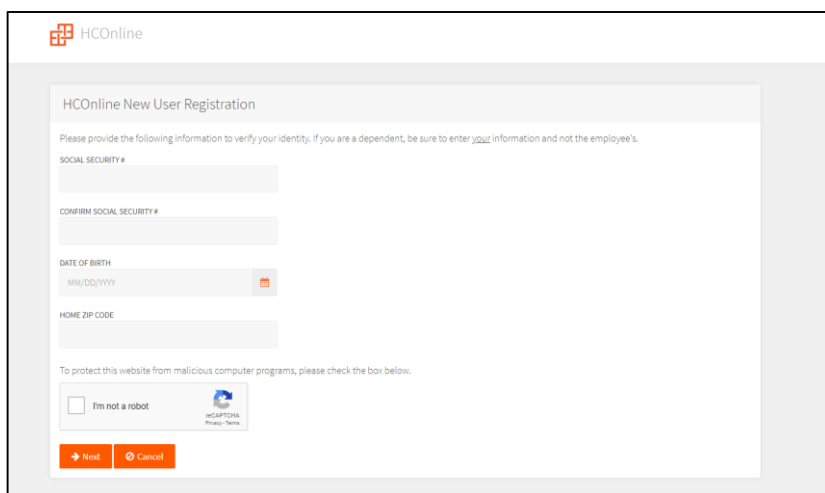 HCOnline
HCOnline New User Registration
Please provide the following information to verify your identity. If you are a dependent, be sure to enter your information and not the employee's.
SOCIAL SECURITY #
CONFIRM SOCIAL SECURITY #
DATE OF BIRTH
MM/DD/YYYY
HOME ZIP CODE
To protect this website from malicious computer programs, please check the box below.
I'm not a robot
reCAPTCHA
Privacy - Terms
Next Cancel